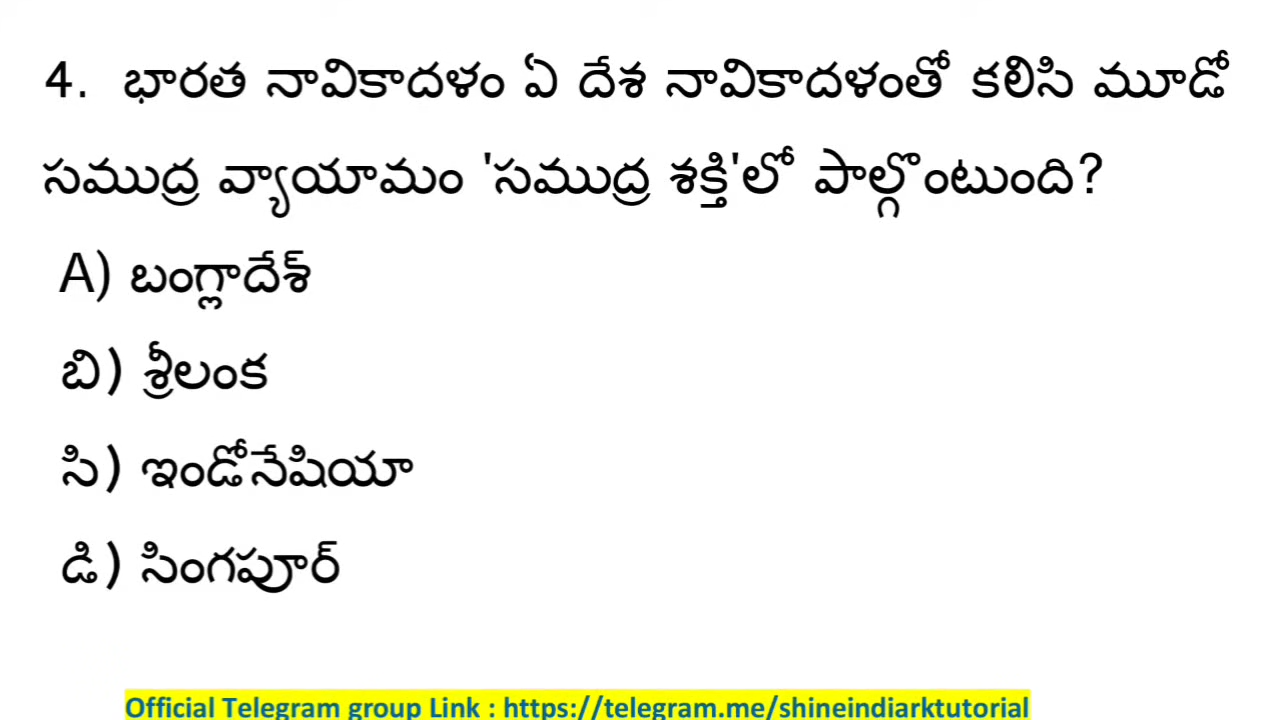 4. భారత నావికాదళం ఏ దేశ నావికాదళంతో కలిసి మూడో
సముద్ర వ్యాయామం 'సముద్ర శక్తి'లో పాల్గొంటుంది?
A) బంగ్లాదేశ్
బి) శ్రీలంక
సి) ఇండోనేషియా
డి) సింగపూర్
Official Telegram group Link : https://telegram.me/shineindiarktutorial